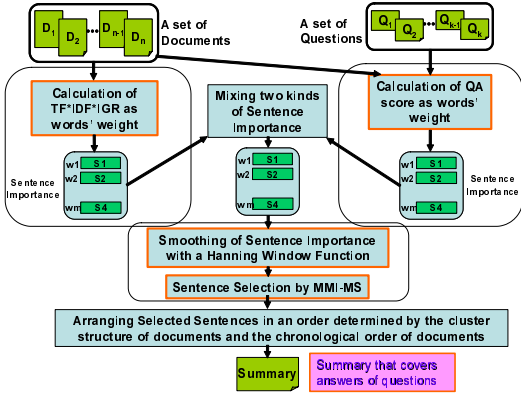 D1 D2 ••• Dn-1 Dn
A set of
Documents
A set of
Questions
Q1 Q2 ••• Qk-1 Qk
Calculation of
TF*IDF*IGR as
words' weight
Mixing two kinds
of Sentence
Importance
Calculation of QA
score as words'
weight
w1 S1
w2 S2
wm S4
Sentence
Importance
w1 S1
w2 S2
wm S4
w1 S1
w2 S2
wm S4
Sentence
Importance
Smoothing of Sentence Importance
with a Hanning Window Function
Sentence Selection by MMI-MS
Arranging Selected Sentences in an order determined by the cluster
structure of documents and the chronological order of documents
Summary
Summary that covers
answers of questions